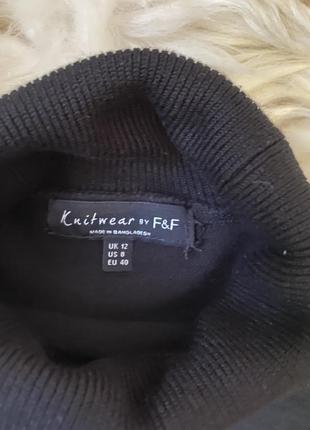 Knitwear BY F&F
MADE IN BANGLADESH
UK 12
US 8
EU 40